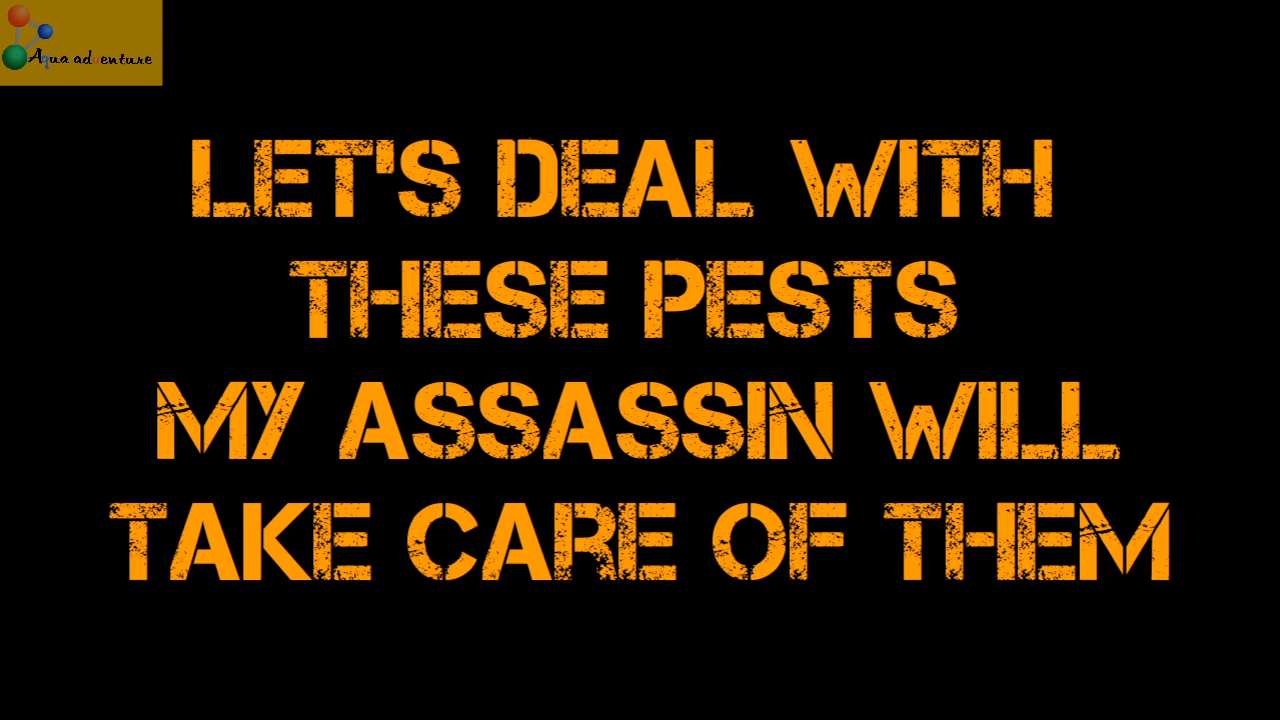 Aqua adventure
LET'S DEAL WITH
THESE PESTS
MY ASSASSIN WILL
TAKE CARE OF THEM